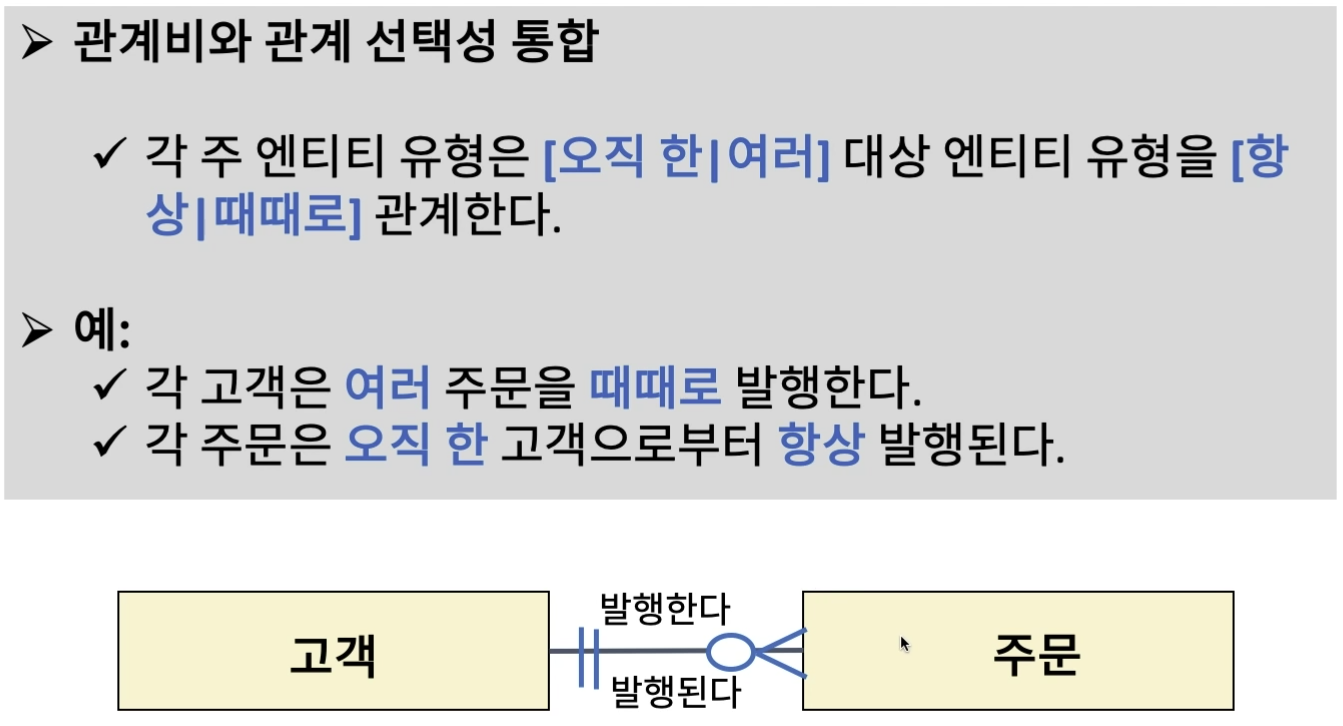 ➢ 관계비와 관계 선택성 통합
✓ 각 주 엔티티 유형은 [오직 한|여러] 대상 엔티티 유형을 [항
상|때때로] 관계한다.
➢ 예:
✓ 각 고객은 여러 주문을 때때로 발행한다.
✓ 각 주문은 오직 한 고객으로부터 항상 발행된다.
발행한다
고객
주문
발행된다